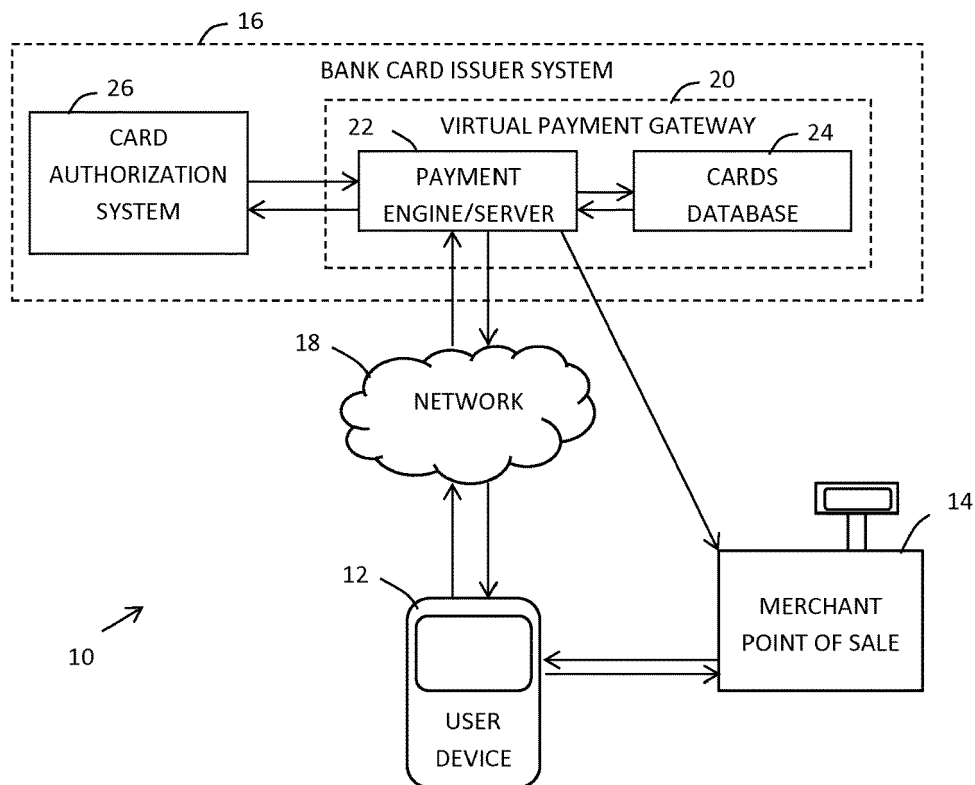 16
BANK CARD ISSUER SYSTEM
26
20
CARD
AUTHORIZATION
SYSTEM
22
VIRTUAL PAYMENT GATEWAY
24
PAYMENT
ENGINE/SERVER
CARDS
DATABASE
18
NETWORK
14
12
MERCHANT
POINT OF SALE
10
USER
DEVICE